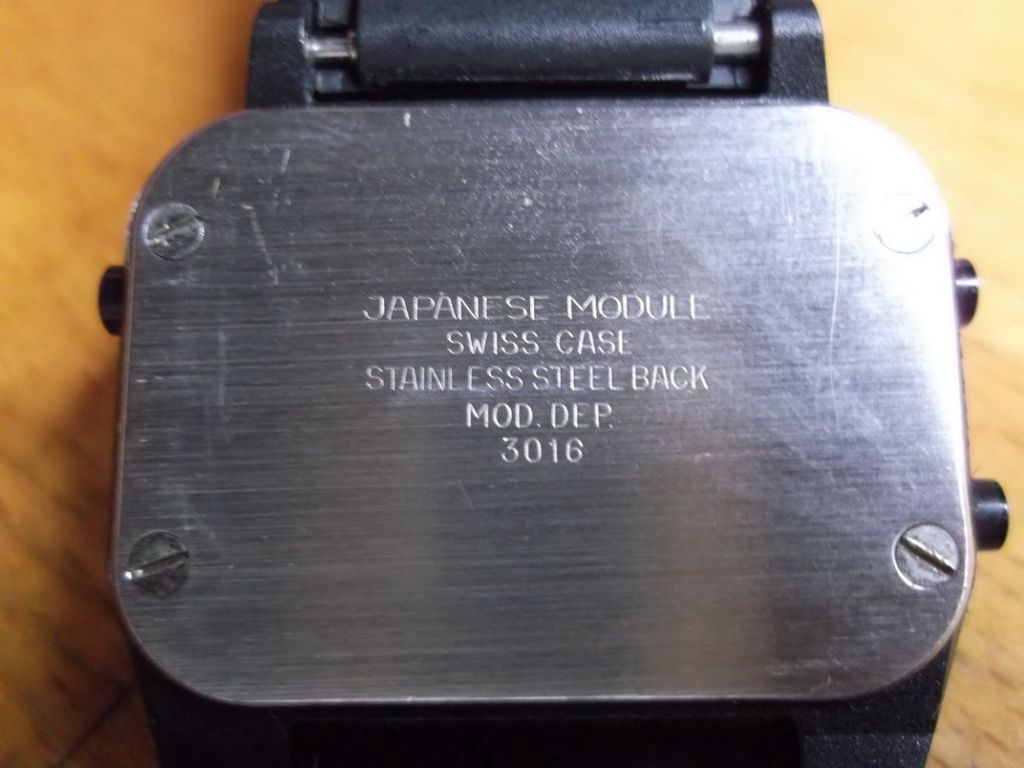 JAPANESE MODULE
SWISS CASE
STAINLESS STEEL BACK
MOD. DEP.
3016